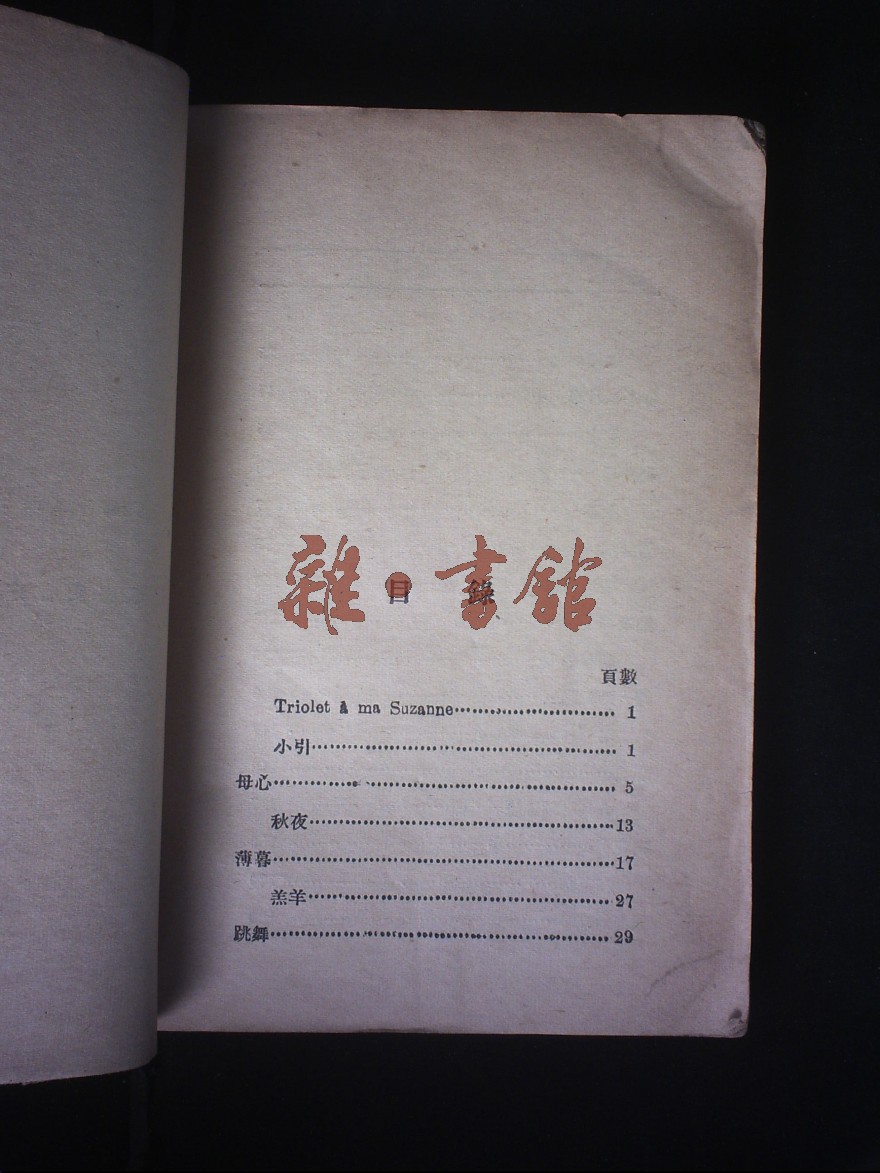 雜·書館
目錄
頁數
Triolet À ma Suzanne························ 1
小引·································· 1
母心······································ 5
秋夜··································13
薄暮······································17
羔羊··································27
跳舞······································29